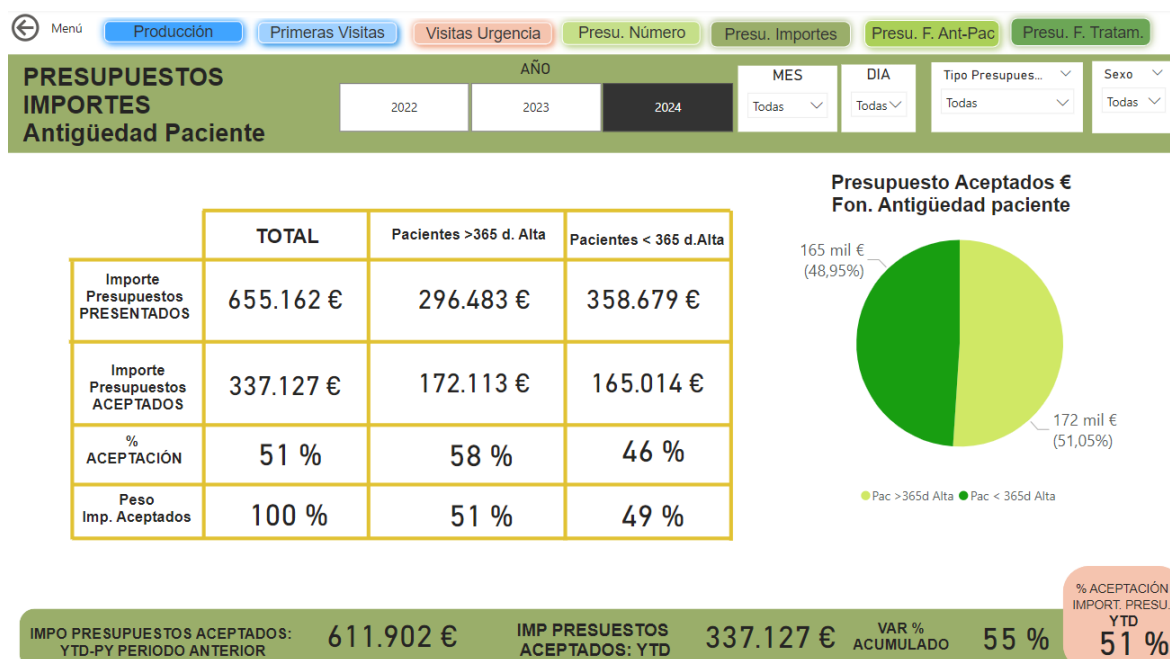 Menú
Producción
Primeras Visitas
Visitas Urgencia
Presu. Número
Presu. Importes
Presu. F. Ant-Pac
Presu. F. Tratam.
PRESUPUESTOS
IMPORTES
Antigüedad Paciente
AÑO
2022
2023
2024
MES
Todas
DIA
Todas
Tipo Presupues...
Todas
Sexo
Todas
TOTAL
Pacientes >365 d. Alta
Pacientes < 365 d.Alta
Importe
Presupuestos
PRESENTADOS
655.162 €
296.483 €
358.679 €
Importe
Presupuestos
ACEPTADOS
337.127 €
172.113 €
165.014 €
%
ACEPTACIÓN
51 %
58 %
46 %
Peso
Imp. Aceptados
100 %
51 %
49 %
Presupuesto Aceptados €
Fon. Antigüedad paciente
165 mil €
(48,95%)
172 mil €
(51,05%)
Pac >365d Alta
Pac < 365d Alta
IMPO PRESUPUESTOS ACEPTADOS:
YTD-PY PERIODO ANTERIOR
611.902 €
IMP PRESUESTOS
ACEPTADOS: YTD
337.127 €
VAR %
ACUMULADO
55 %
% ACEPTACIÓN
IMPORT. PRESU.
YTD
51 %